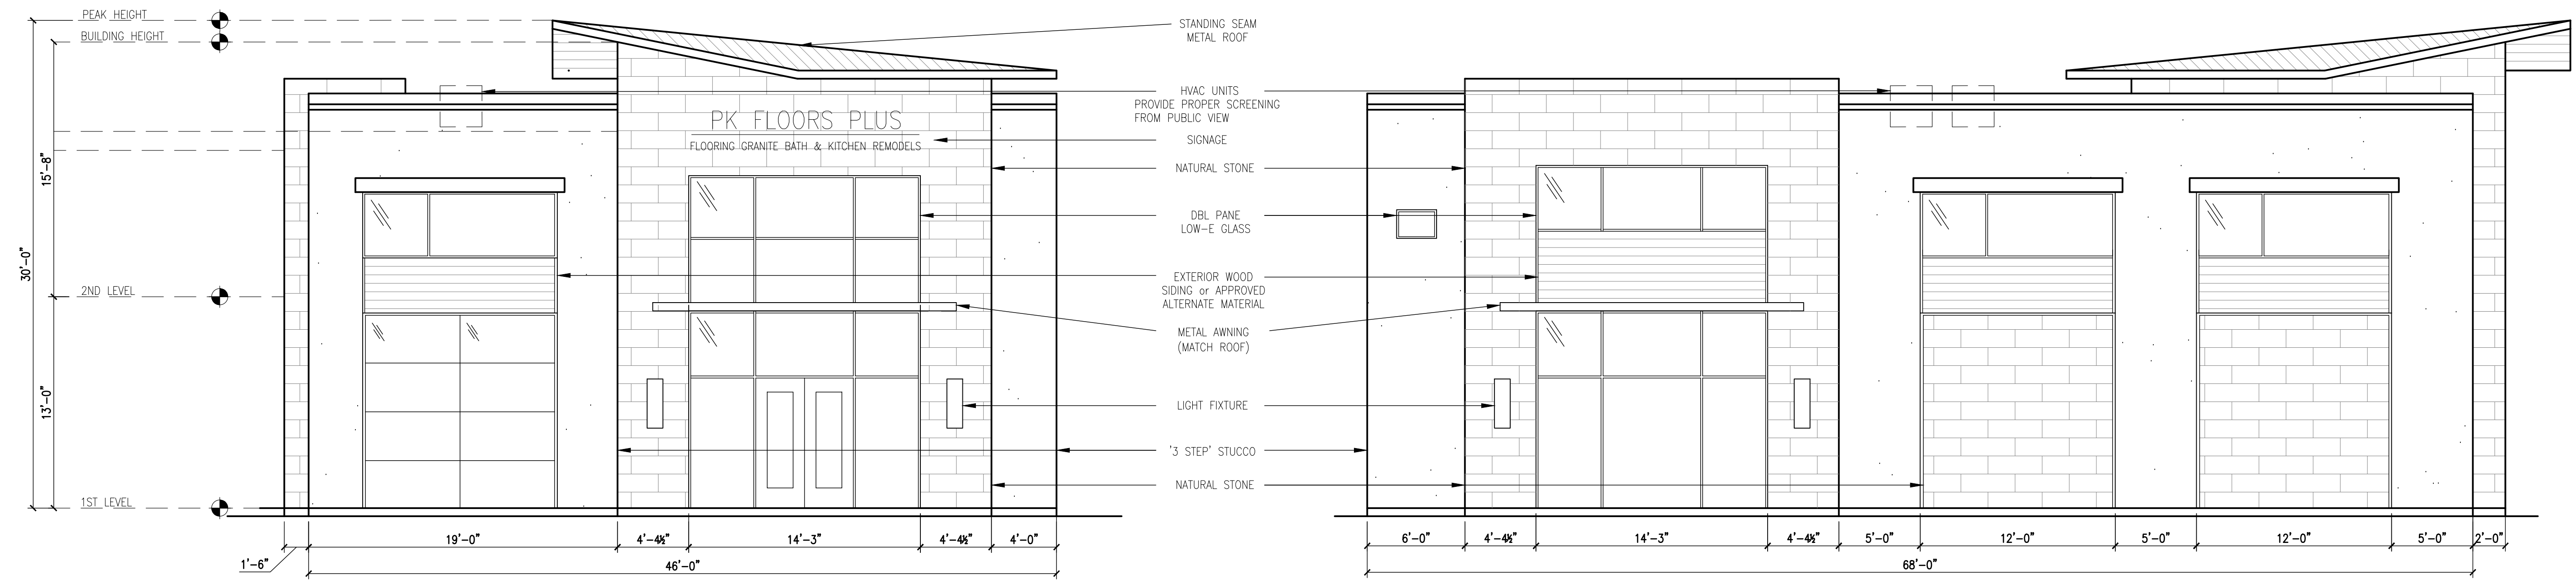 PEAK HEIGHT
BUILDING HEIGHT
2ND LEVEL
1ST LEVEL
30'-0"
15'-8"
13'-0"
PK FLOORS PLUS
FLOORING GRANITE BATH & KITCHEN REMODELS
STANDING SEAM
METAL ROOF
HVAC UNITS
PROVIDE PROPER SCREENING
FROM PUBLIC VIEW
SIGNAGE
NATURAL STONE
DBL PANE
LOW-E GLASS
EXTERIOR WOOD
SIDING or APPROVED
ALTERNATE MATERIAL
METAL AWNING
(MATCH ROOF)
LIGHT FIXTURE
'3 STEP' STUCCO
NATURAL STONE
1'-6"
19'-0"
4'-4½"
14'-3"
4'-4½"
4'-0"
46'-0"
6'-0"
4'-4½"
14'-3"
4'-4½"
5'-0"
12'-0"
5'-0"
12'-0"
5'-0"
2'-0"
68'-0"